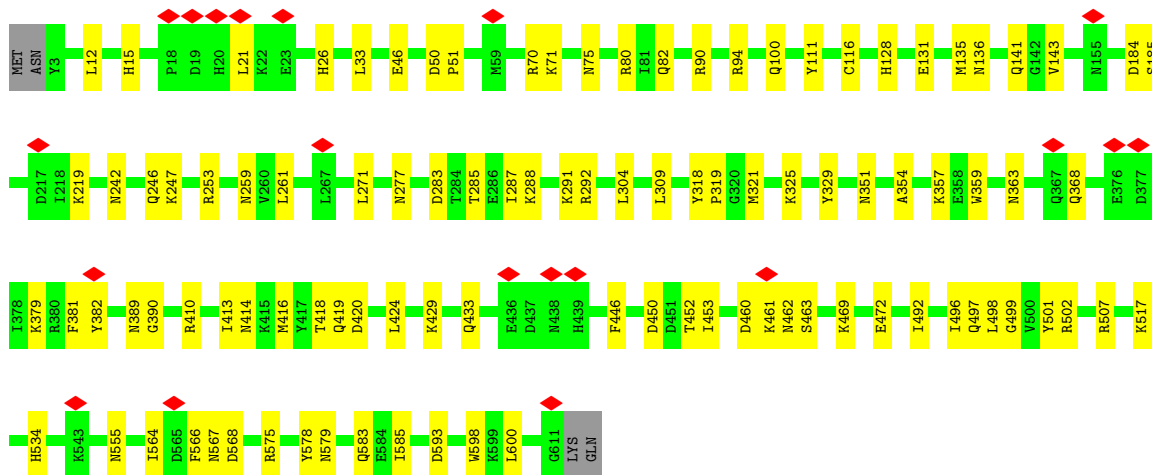 MET ASN Y3 L12 H15 P18 D19 H20 L21 K22 E23 H26 L33 E46 D50 P51 M59 R70 K71 N75 R80 I81 Q82 R90 R94 Q100 Y111 C116 H128 E131 M135 N136 Q141 G142 V143 N155 D184 S185
D217 I218 K219 N242 Q246 K247 R253 N259 V260 L261 L267 L271 N277 D283 T284 T285 E286 I287 K288 K291 R292 L304 L309 Y318 P319 G320 M321 K325 Y329 N351 A354 K357 E358 W359 N363 Q367 Q368 E376 D377
I378 K379 R380 F381 Y382 N389 G390 R410 I413 N414 K415 M416 Y417 T418 Q419 D420 L424 K429 Q433 E436 D437 N438 H439 F446 D450 D451 T452 I453 D460 K461 N462 S463 K469 E472 I492 I496 Q497 L498 G499 V500 Y501 R502 R507 K517
H534 K543 N555 I564 D565 F566 N567 D568 R575 Y578 N579 Q583 E584 I585 D593 W598 K599 L600 G611 LYS GLN